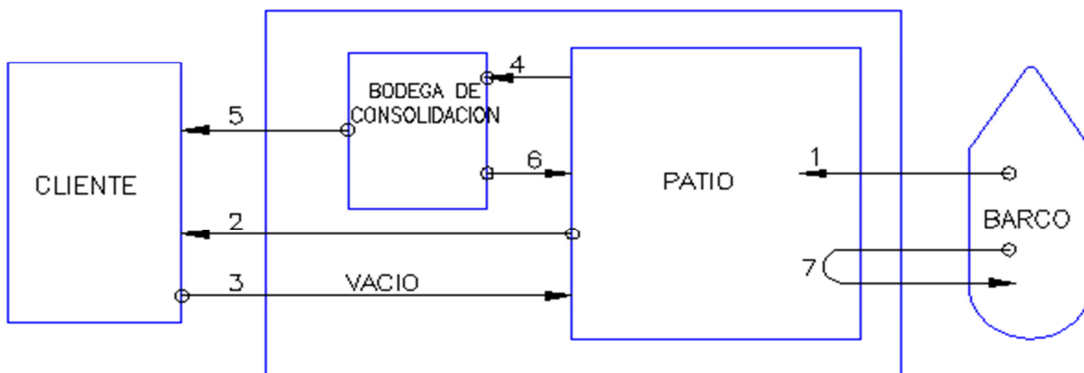 4
BODEGA DE
CONSOLIDACION
5
6
1
CLIENTE
PATIO
2
BARCO
7
3
VACIO